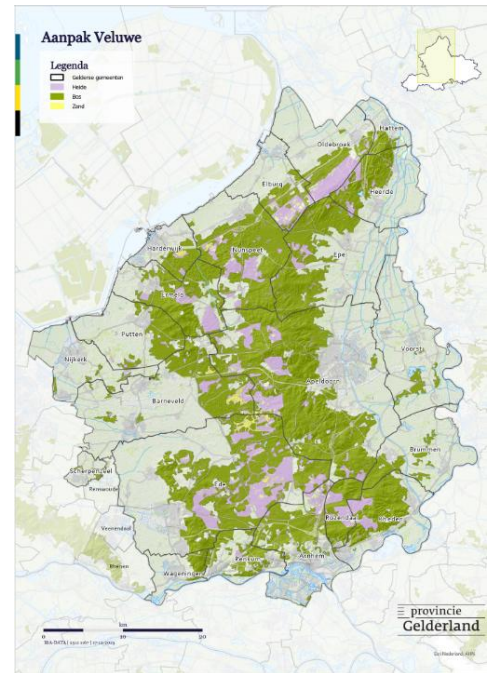 Aanpak Veluwe
Legenda
Gelderse gemeenten
Heide
Bos
Zand
Hattem
Oldebroek
Elburg
Heerde
Harderwijk
Nunspeet
Epe
Ermelo
Putten
Voorst
Nijkerk
Apeldoorn
Barneveld
Brummen
Scherpenzeel
Ede
Renswoude
Rozendaal
Rheden
Veenendaal
Arnhem
Renkum
Rhenen
Wageningen
km
0 10 20
provincie
Gelderland